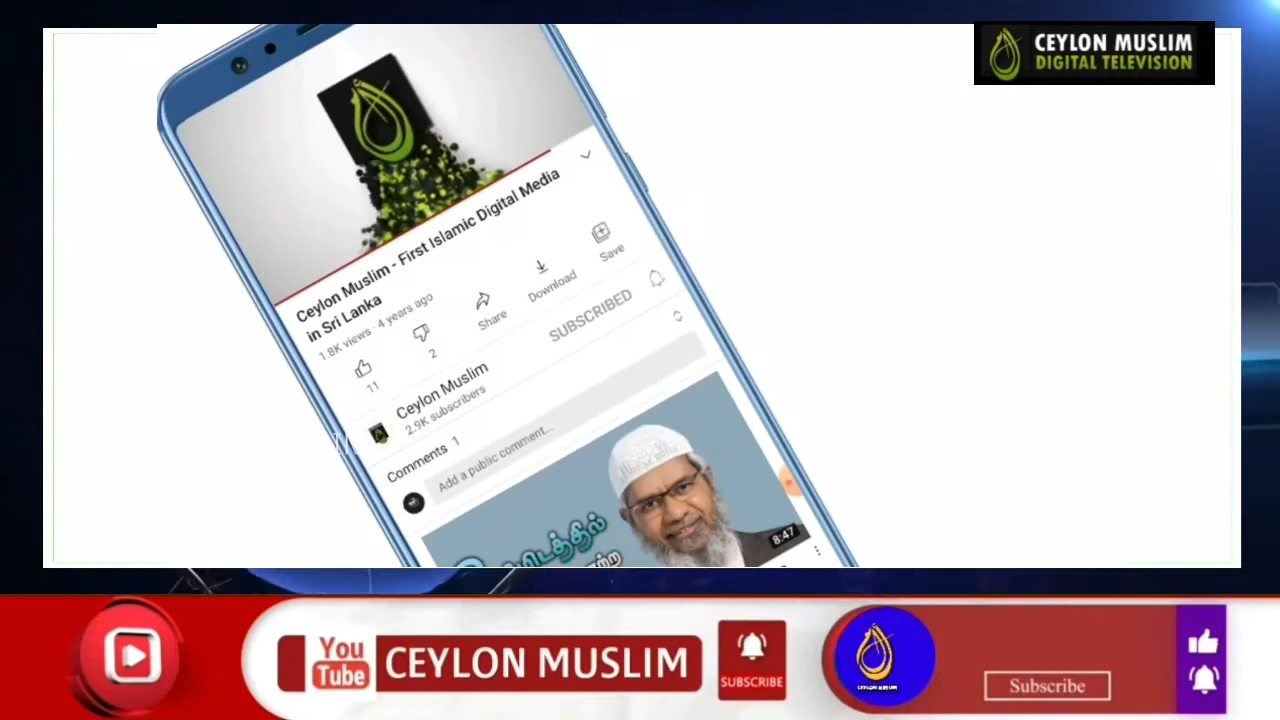 CEYLON MUSLIM
DIGITAL TELEVISION
Ceylon Muslim - First Islamic Digital Media
in Sri Lanka
1.8K views · 4 years ago
11
2
Share
Download
Save
Ceylon Muslim
2.9K subscribers
SUBSCRIBED
Comments 1
Add a public comment...
8:47
You
Tube
CEYLON MUSLIM
SUBSCRIBE
CEYLON MUSLIM
Subscribe